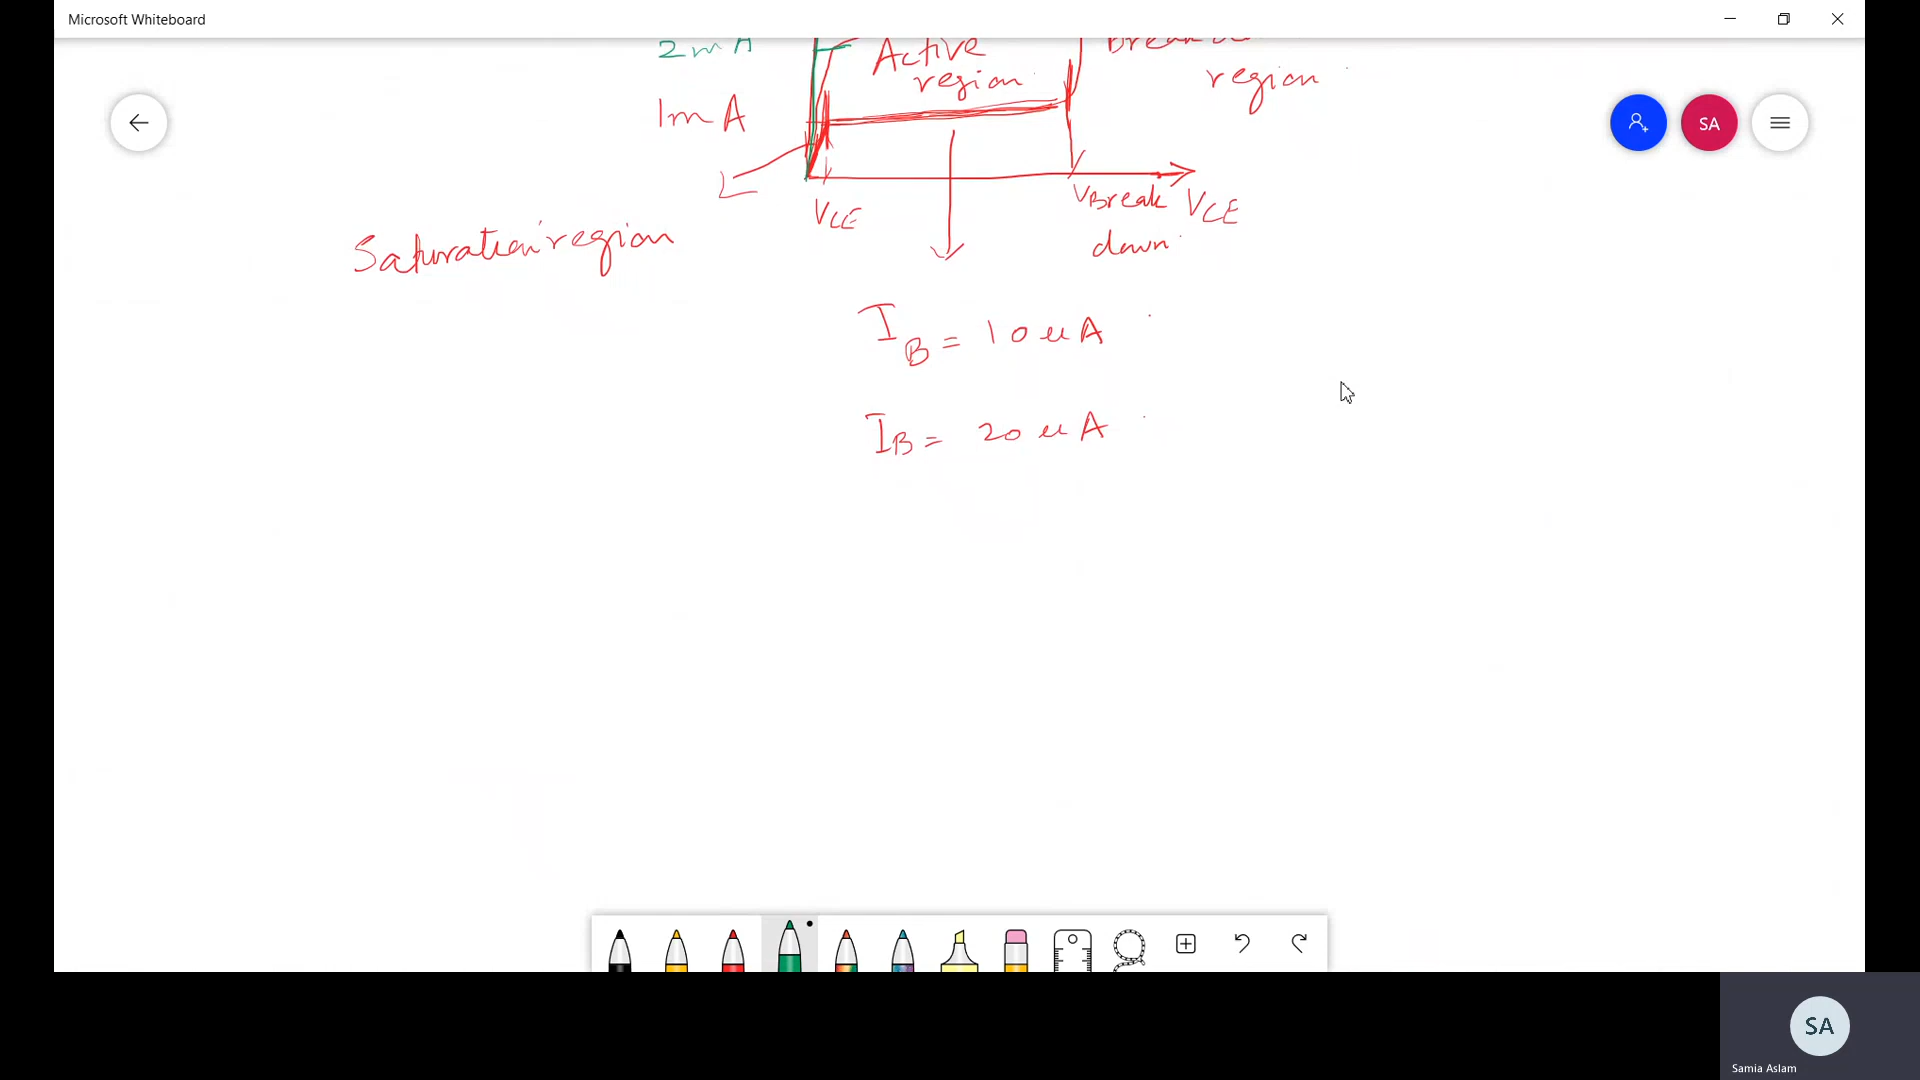 Microsoft Whiteboard
2mA
Active
region
region
1mA
SA
VCE
VBreak
down
VCE
Saturation region
IB = 10 uA
IB = 20 uA
SA
Samia Aslam